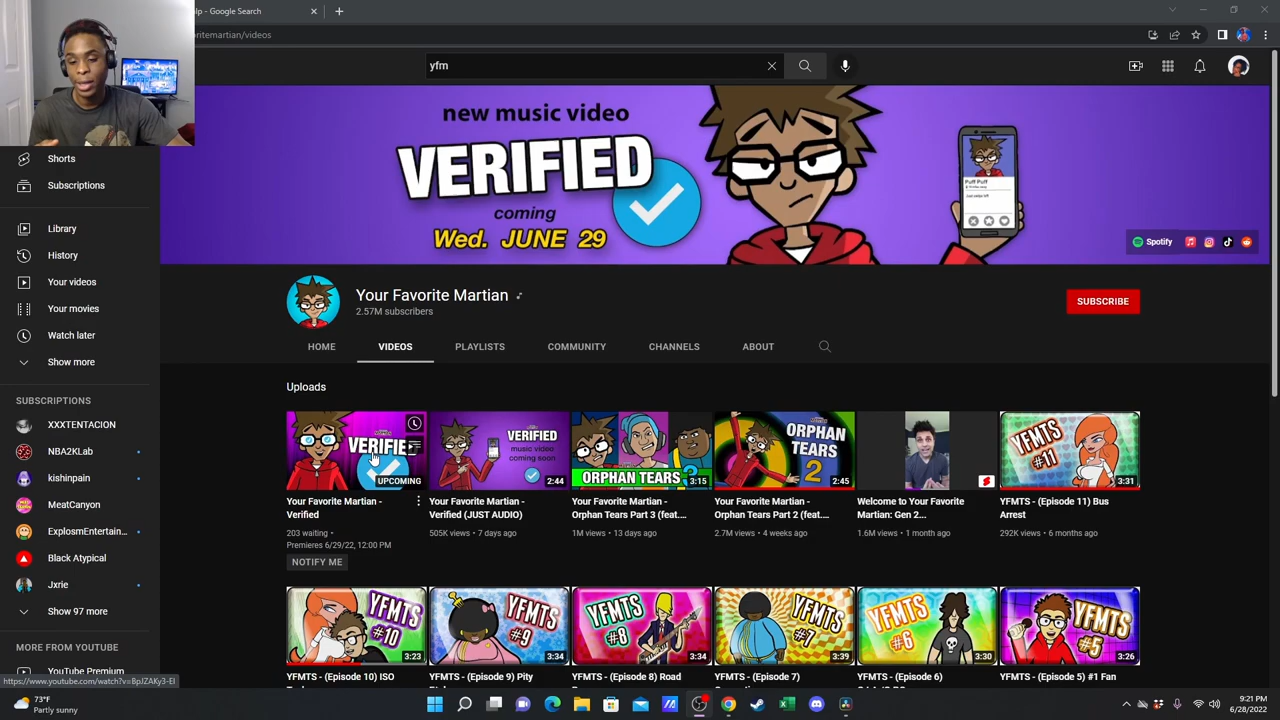 lp - Google Search
ritemartian/videos
yfm
new music video
VERIFIED
coming
Wed. JUNE 29
Puff Puff
Spotify
Shorts
Subscriptions
Library
History
Your videos
Your movies
Watch later
Show more
SUBSCRIPTIONS
XXXTENTACION
NBA2KLab
kishinpain
MeatCanyon
ExplosmEntertain...
Black Atypical
Jxrie
Show 97 more
MORE FROM YOUTUBE
YouTube Premium
https://www.youtube.com/watch?v=BpJZAKy3-EI
Your Favorite Martian
2.57M subscribers
SUBSCRIBE
HOME
VIDEOS
PLAYLISTS
COMMUNITY
CHANNELS
ABOUT
Uploads
VERIFIE
UPCOMING
Your Favorite Martian -
Verified
203 waiting •
Premieres 6/29/22, 12:00 PM
NOTIFY ME
VERIFIED
music video
coming soon
2:44
Your Favorite Martian -
Verified (JUST AUDIO)
505K views • 7 days ago
ORPHAN TEARS 3
3:15
Your Favorite Martian -
Orphan Tears Part 3 (feat....
1M views • 13 days ago
ORPHAN
TEARS
2
2:45
Your Favorite Martian -
Orphan Tears Part 2 (feat....
2.7M views • 4 weeks ago
Welcome to Your Favorite
Martian: Gen 2...
1.6M views • 1 month ago
YFMTS
#11
3:31
YFMTS - (Episode 11) Bus
Arrest
292K views • 6 months ago
YFMTS
#10
3:23
YFMTS - (Episode 10) ISO
YFMTS
#9
3:34
YFMTS - (Episode 9) Pity
YFMTS
#8
3:34
YFMTS - (Episode 8) Road
YFMTS
#7
3:39
YFMTS - (Episode 7)
YFMTS
#6
3:30
YFMTS - (Episode 6)
YFMTS
#5
3:26
YFMTS - (Episode 5) #1 Fan
73°F
Partly sunny
9:21 PM
6/28/2022